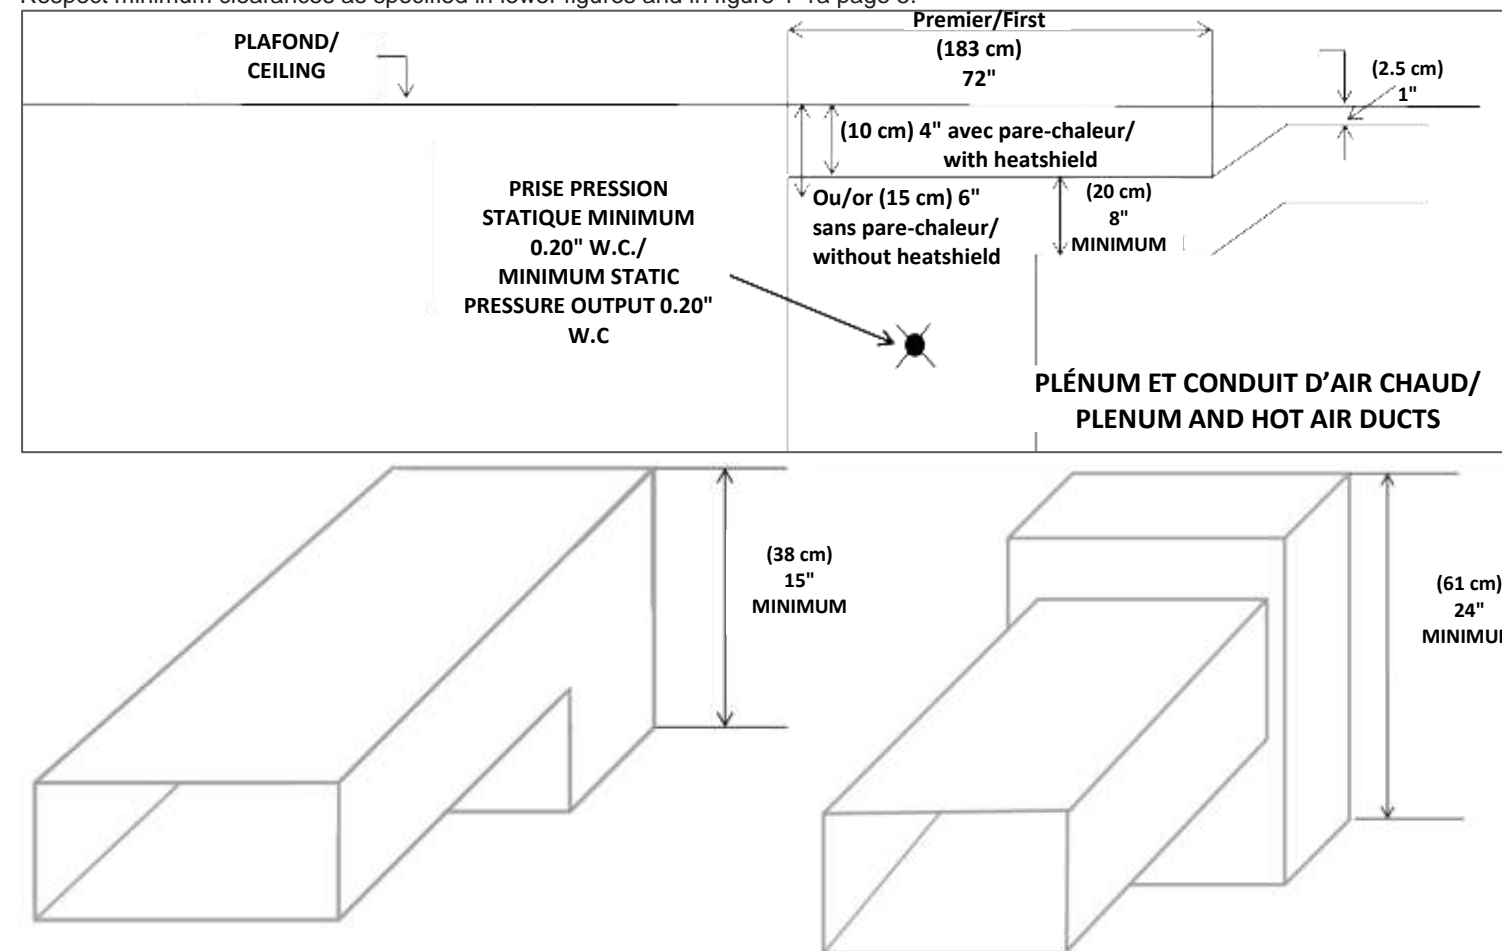 Respect minimum clearances as specified in lower figures and in figure 1-1a page 8.
PLAFOND/
CEILING
Premier/First
(183 cm)
72"
(2.5 cm)
1"
(10 cm) 4" avec pare-chaleur/
with heatshield
Ou/or (15 cm) 6"
sans pare-chaleur/
without heatshield
(20 cm)
8"
MINIMUM
PRISE PRESSION
STATIQUE MINIMUM
0.20" W.C./
MINIMUM STATIC
PRESSURE OUTPUT 0.20"
W.C
PLÉNUM ET CONDUIT D’AIR CHAUD/
PLENUM AND HOT AIR DUCTS
(38 cm)
15"
MINIMUM
(61 cm)
24"